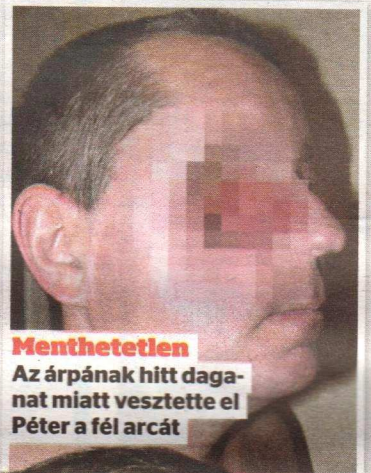 Menthetetlen
Az árpának hitt daga-
nat miatt vesztette el
Péter a fél arcát